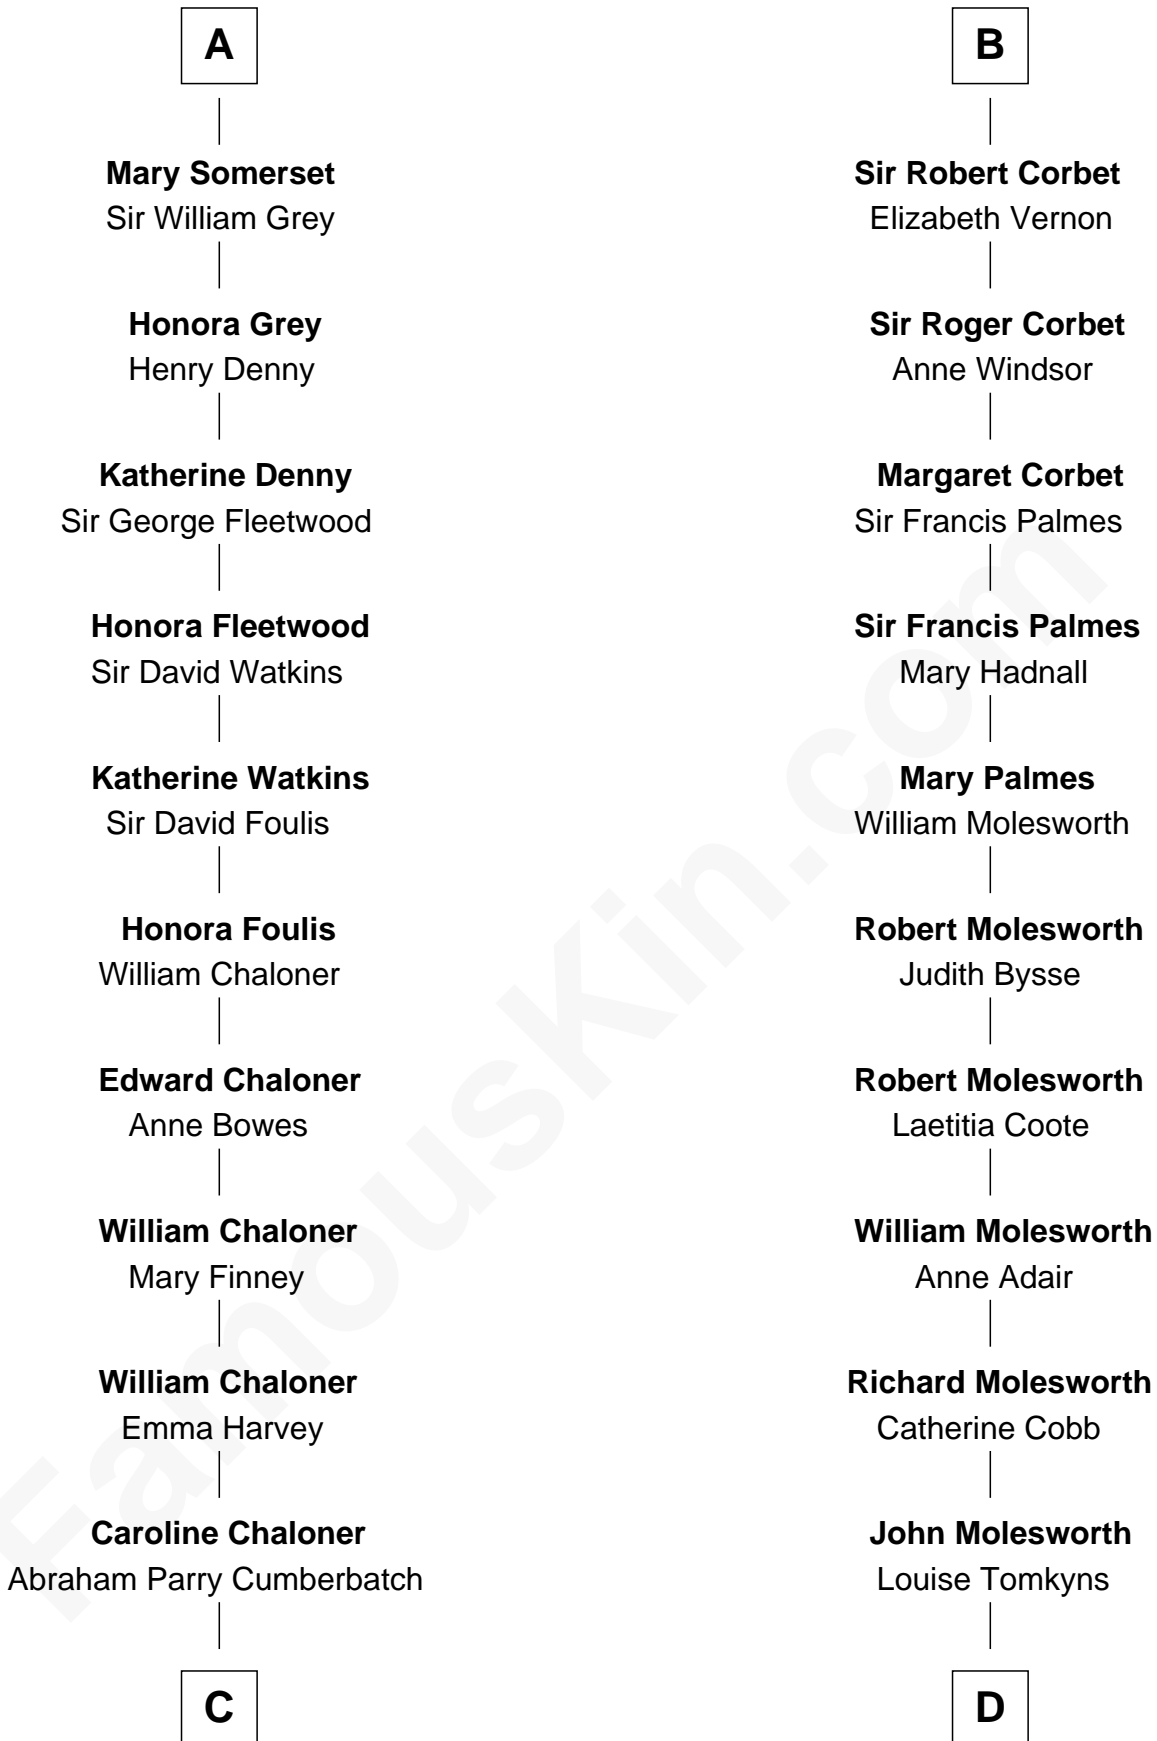 A
Mary Somerset
Sir William Grey
Honora Grey
Henry Denny
Katherine Denny
Sir George Fleetwood
Honora Fleetwood
Sir David Watkins
Katherine Watkins
Sir David Foulis
Honora Foulis
William Chaloner
Edward Chaloner
Anne Bowes
William Chaloner
Mary Finney
William Chaloner
Emma Harvey
Caroline Chaloner
Abraham Parry Cumberbatch
C
B
Sir Robert Corbet
Elizabeth Vernon
Sir Roger Corbet
Anne Windsor
Margaret Corbet
Sir Francis Palmes
Sir Francis Palmes
Mary Hadnall
Mary Palmes
William Molesworth
Robert Molesworth
Judith Bysse
Robert Molesworth
Laetitia Coote
William Molesworth
Anne Adair
Richard Molesworth
Catherine Cobb
John Molesworth
Louise Tomkyns
D
FamousKin.com